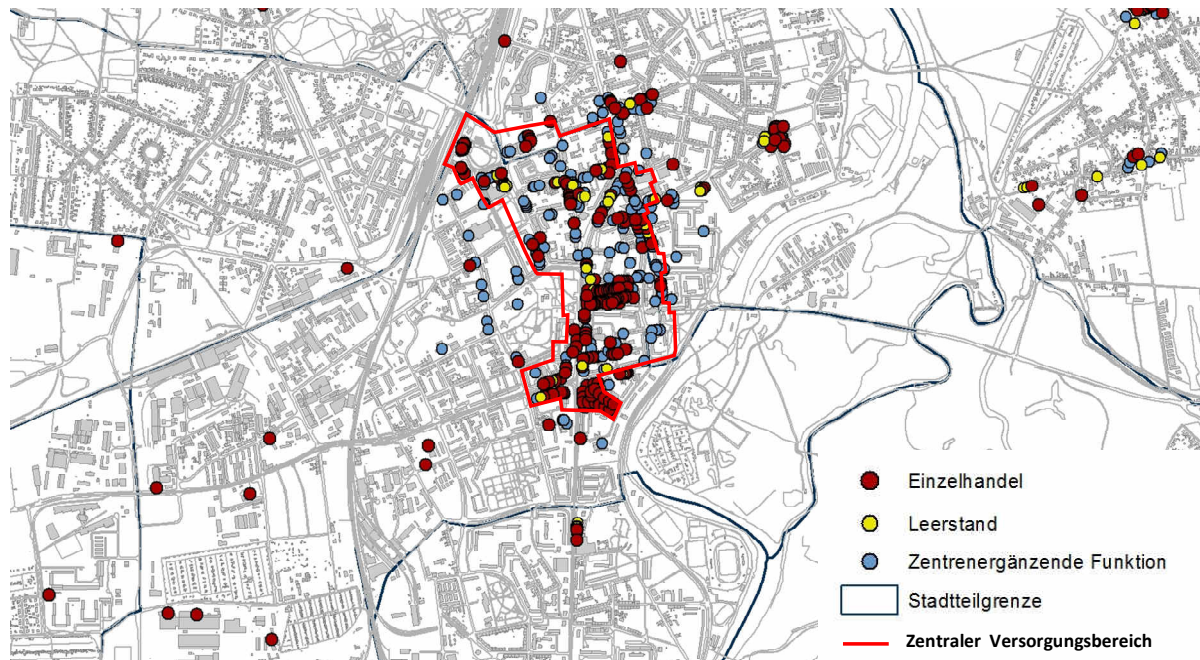 Einzelhandel
Leerstand
Zentrenergänzende Funktion
Stadtteilgrenze
Zentraler Versorgungsbereich